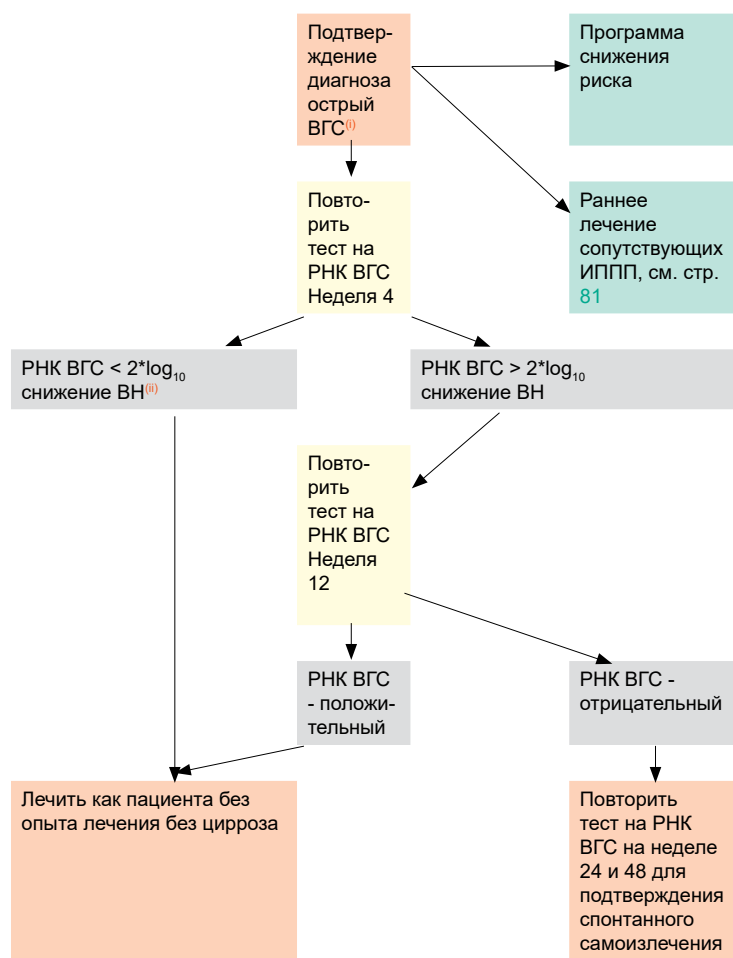 Подтвер-
ждение
диагноза
острый
ВГС(i)
Программа
снижения
риска
Повто-
рить
тест на
РНК ВГС
Неделя 4
Раннее
лечение
сопутствующих
ИППП, см. стр.
81
РНК ВГС < 2*log10
снижение ВН(ii)
РНК ВГС > 2*log10
снижение ВН
Повто-
рить
тест на
РНК ВГС
Неделя
12
РНК ВГС
- положи-
тельный
РНК ВГС -
отрицательный
Лечить как пациента без
опыта лечения без цирроза
Повторить
тест на РНК
ВГС на неделе
24 и 48 для
подтверждения
спонтанного
самоизлечения